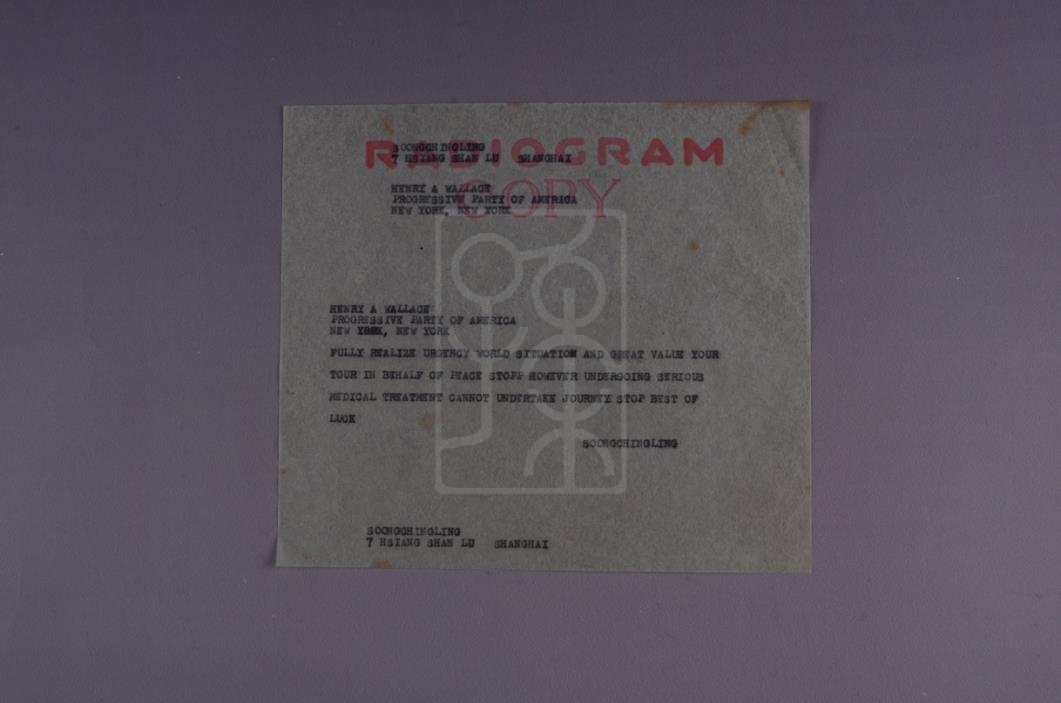 RADIOGRAM
SOONGCHINGLING
7 HSIANG SHAN LU SHANGHAI
COPY
HENRY A WALLACE
PROGRESSIVE PARTY OF AMERICA
NEW YORK, NEW YORK
HENRY A WALLACE
PROGRESSIVE PARTY OF AMERICA
NEW YORK, NEW YORK
FULLY REALIZE URGENCY WORLD SITUATION AND GREAT VALUE YOUR
TOUR IN BEHALF OF PEACE STOPP HOWEVER UNDERGOING SERIOUS
MEDICAL TREATMENT CANNOT UNDERTAKE JOURNEY STOP BEST OF
LUCK
SOONGCHINGLING
SOONGCHINGLING
7 HSIANG SHAN LU SHANGHAI